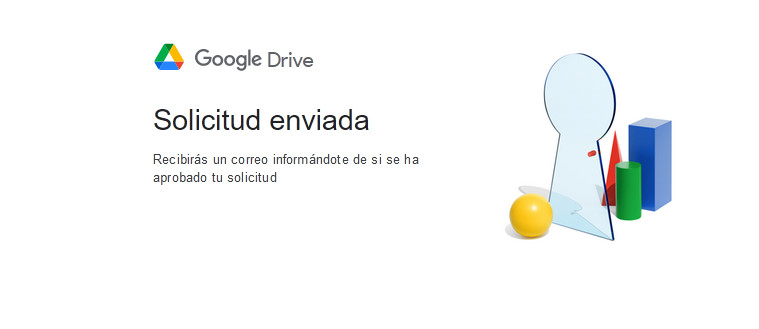 Google Drive
Solicitud enviada
Recibirás un correo informándote de si se ha
aprobado tu solicitud